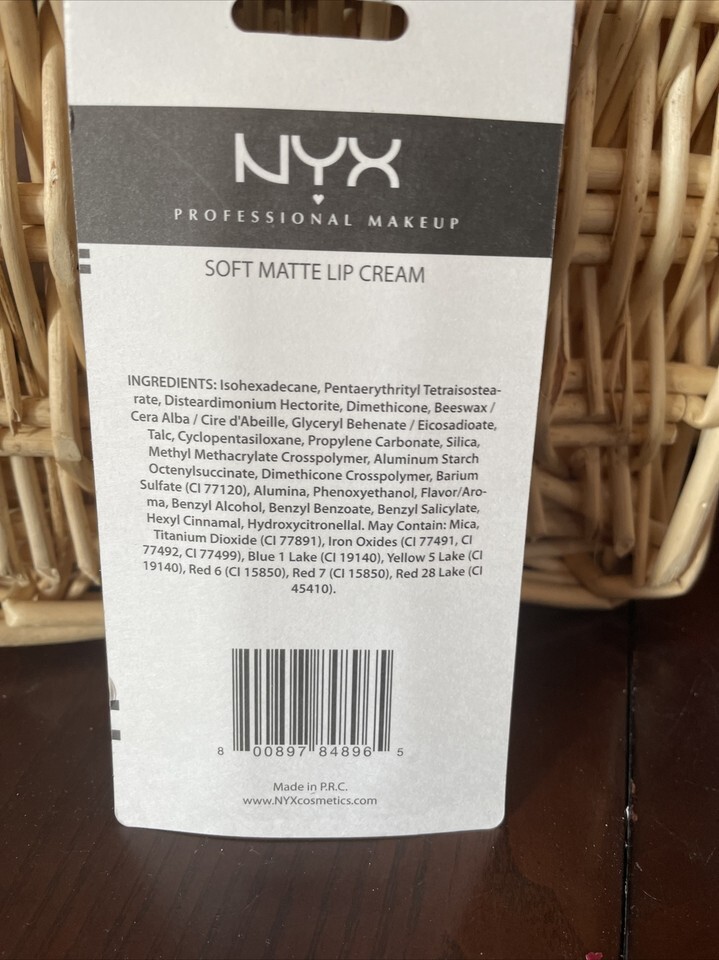 NYX
PROFESSIONAL MAKEUP
SOFT MATTE LIP CREAM
INGREDIENTS: Isohexadecane, Pentaerythrityl Tetraisostea-
rate, Disteardimonium Hectorite, Dimethicone, Beeswax /
Cera Alba / Cire d'Abeille, Glyceryl Behenate / Eicosadioate,
Talc, Cyclopentasiloxane, Propylene Carbonate, Silica,
Methyl Methacrylate Crosspolymer, Aluminum Starch
Octenylsuccinate, Dimethicone Crosspolymer, Barium
Sulfate (CI 77120), Alumina, Phenoxyethanol, Flavor/Aro-
ma, Benzyl Alcohol, Benzyl Benzoate, Benzyl Salicylate,
Hexyl Cinnamal, Hydroxycitronellal. May Contain: Mica,
Titanium Dioxide (CI 77891), Iron Oxides (CI 77491, CI
77492, CI 77499), Blue 1 Lake (CI 19140), Yellow 5 Lake (CI
19140), Red 6 (CI 15850), Red 7 (CI 15850), Red 28 Lake (CI
45410).
8 00897 84896 5
Made in P.R.C.
www.NYXcosmetics.com